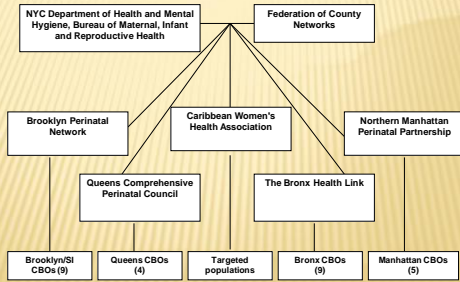 NYC Department of Health and Mental
Hygiene, Bureau of Maternal, Infant
and Reproductive Health
Federation of County
Networks
Brooklyn Perinatal
Network
Caribbean Women's
Health Association
Northern Manhattan
Perinatal Partnership
Queens Comprehensive
Perinatal Council
The Bronx Health Link
Brooklyn/SI
CBOs (9)
Queens CBOs
(4)
Targeted
populations
Bronx CBOs
(9)
Manhattan CBOs
(5)